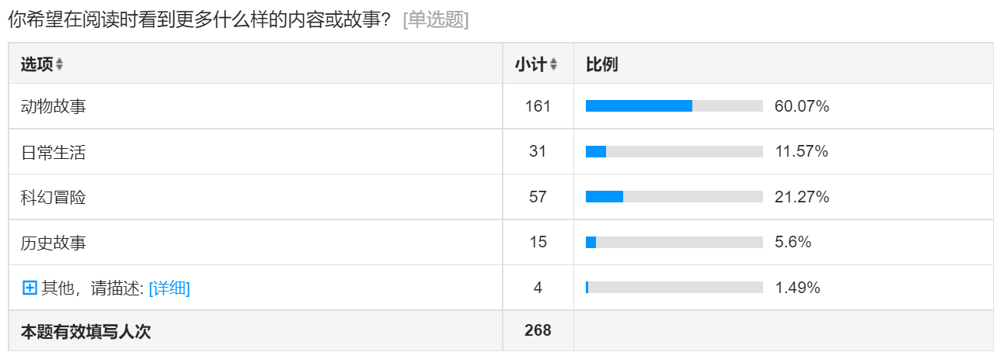 你希望在阅读时看到更多什么样的内容或故事？ [单选题]
选项 小计 比例
动物故事 161 60.07%
日常生活 31 11.57%
科幻冒险 57 21.27%
历史故事 15 5.6%
其他，请描述: [详细] 4 1.49%
本题有效填写人次 268